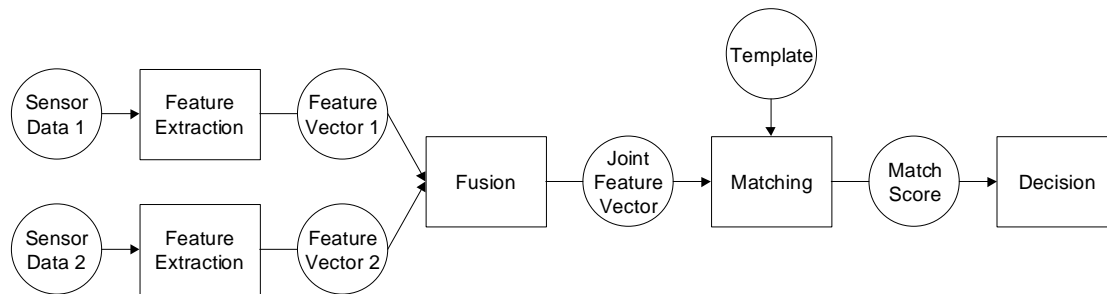 Template
Sensor
Data 1
Feature
Extraction
Feature
Vector 1
Fusion
Joint
Feature
Vector
Matching
Match
Score
Decision
Sensor
Data 2
Feature
Extraction
Feature
Vector 2